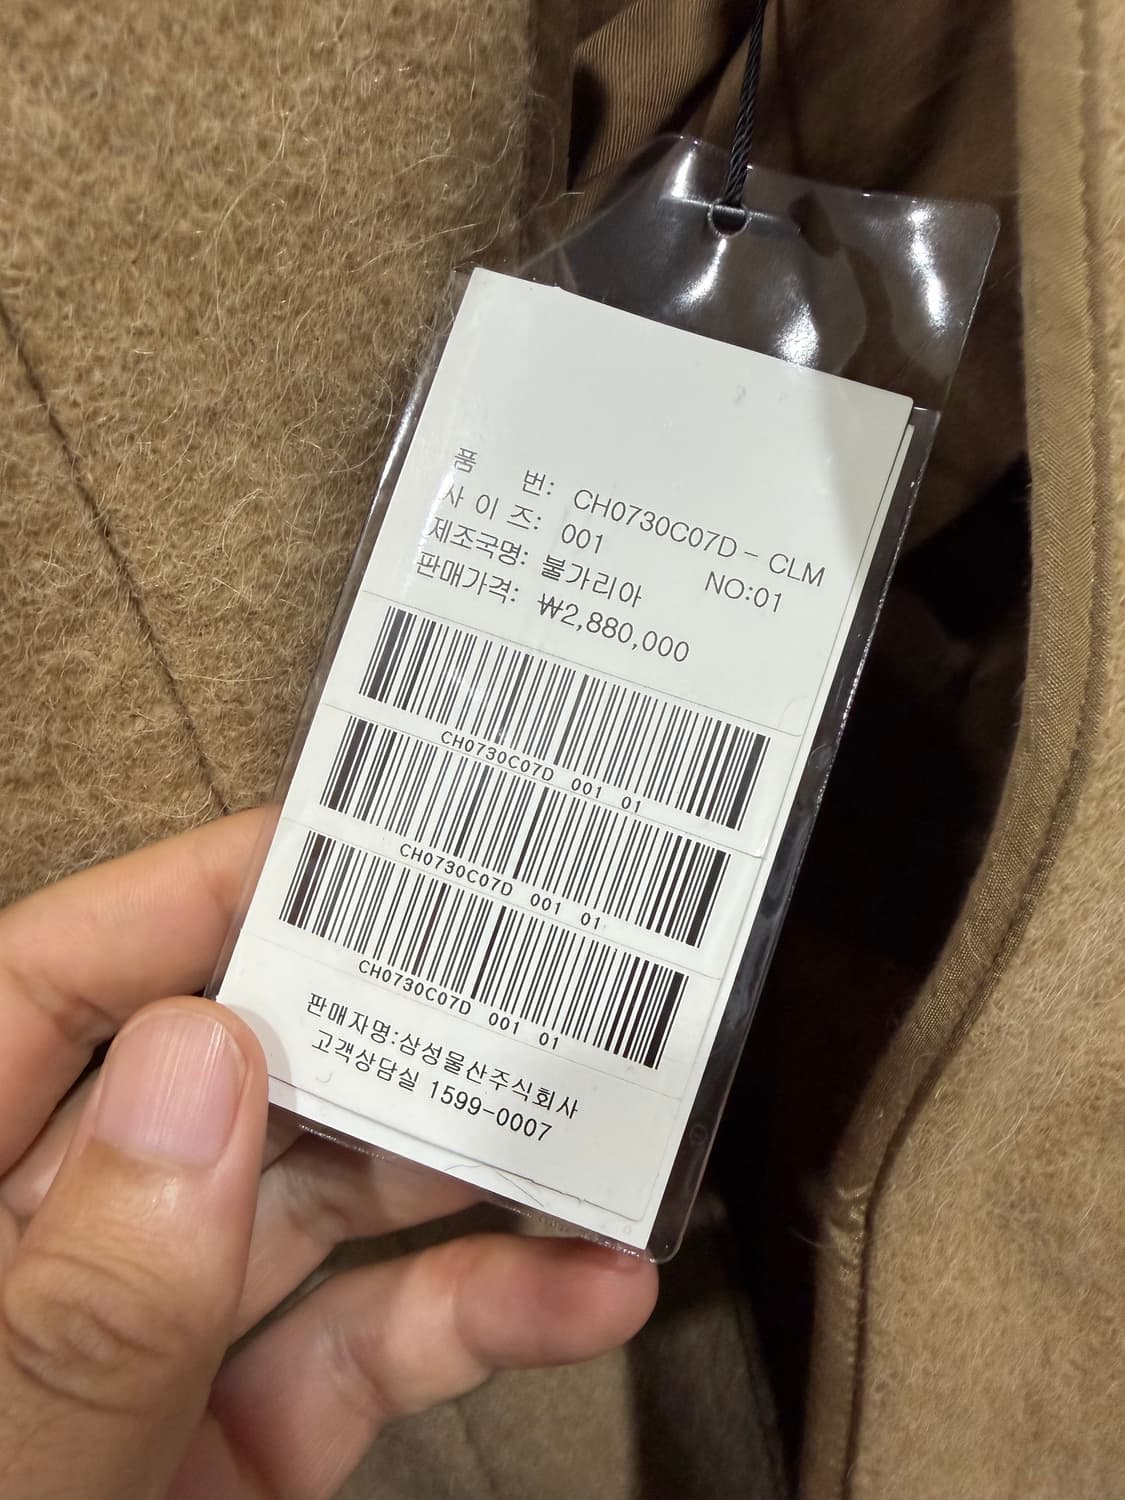 품 번: CH0730C07D - CLM
사 이 즈: 001 NO:01
제조국명: 불가리아
판매가격: ₩2,880,000
CH0730C07D 001 01
CH0730C07D 001 01
CH0730C07D 001 01
판매자명:삼성물산주식회사
고객상담실 1599-0007